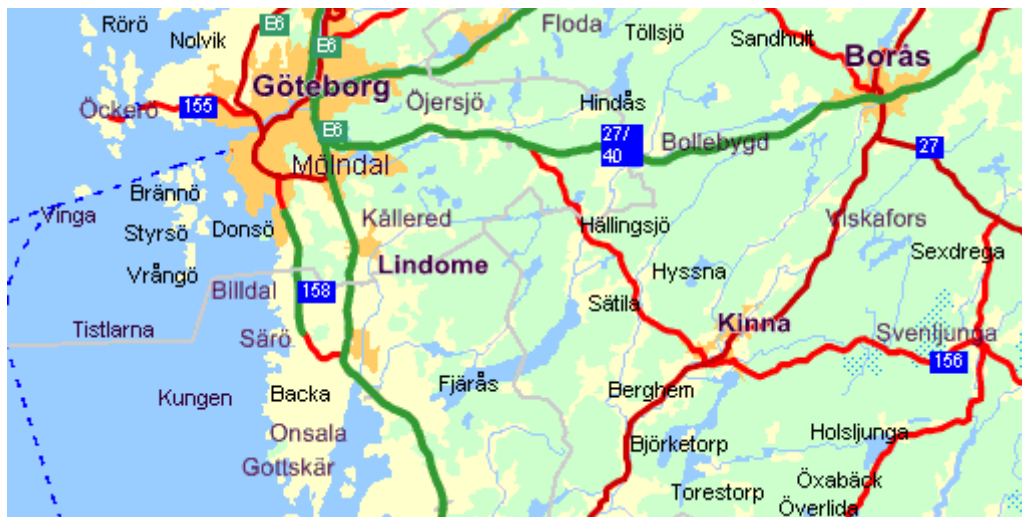 Rörö
E6
Floda
Töllsjö
Sandhult
Nolvik
E6
Borås
Göteborg
Öckerö
155
Öjersjö
Hindås
E6
27/
40
Bollebygd
27
Mölndal
Brännö
Vinga
Kållered
Styrsö
Donsö
Hällingsjö
Viskafors
Sexdrega
Vrångö
Lindome
Hyssna
Billdal
158
Sätila
Tistlarna
Kinna
Särö
Svenljunga
156
Kungen
Backa
Fjärås
Berghem
Onsala
Björketorp
Holsljunga
Gottskär
Öxabäck
Torestorp
Överlida